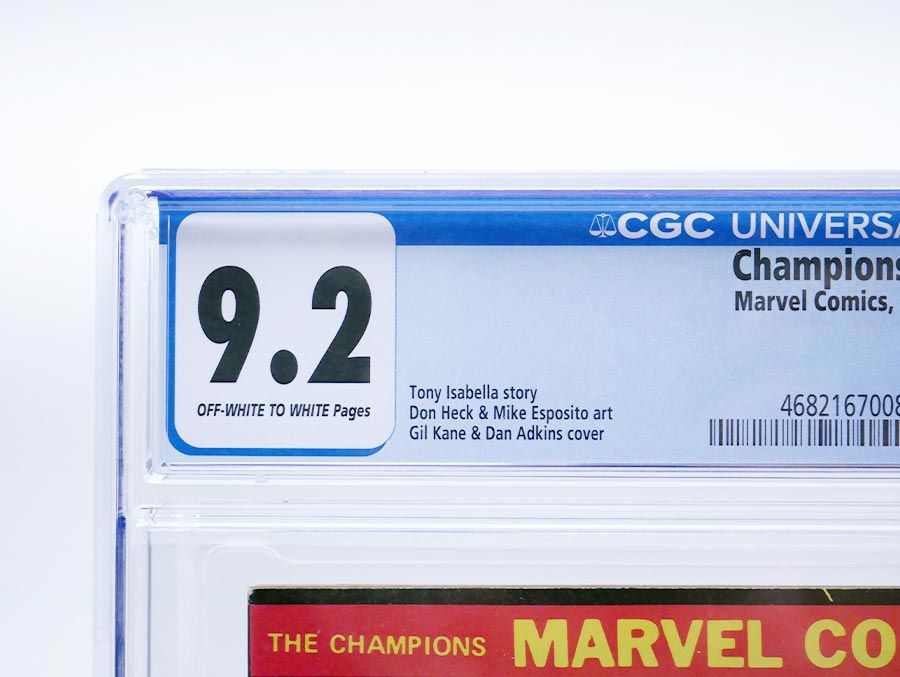 9.2
OFF-WHITE TO WHITE Pages
CGC UNIVERSA
Champions
Marvel Comics,
Tony Isabella story
Don Heck & Mike Esposito art
Gil Kane & Dan Adkins cover
4682167008
THE CHAMPIONS MARVEL CO